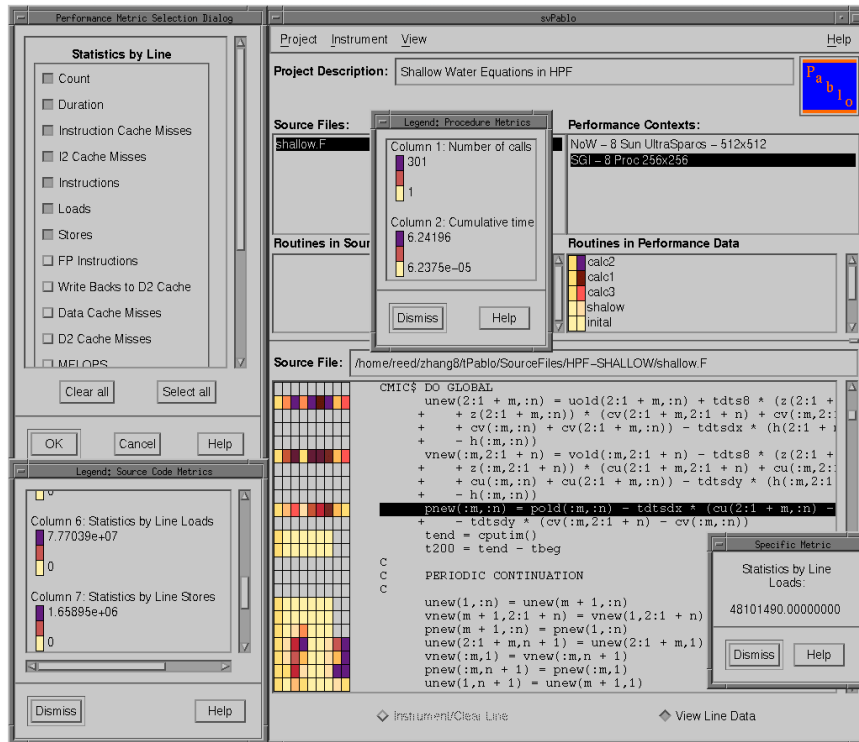 Performance Metric Selection Dialog
Statistics by Line
Count
Duration
Instruction Cache Misses
I2 Cache Misses
Instructions
Loads
Stores
FP Instructions
Write Backs to D2 Cache
Data Cache Misses
D2 Cache Misses
MFLOPS
Clear all
Select all
OK
Cancel
Help
Legend: Source Code Metrics
0
Column 6: Statistics by Line Loads
7.77039e+07
0
Column 7: Statistics by Line Stores
1.65895e+06
0
Dismiss
Help
svPablo
Project Instrument View Help
Project Description: Shallow Water Equations in HPF
Pablo
Source Files:
shallow.F
Legend: Procedure Metrics
Column 1: Number of calls
301
1
Column 2: Cumulative time
6.24196
6.2375e-05
Dismiss
Help
Performance Contexts:
NoW - 8 Sun UltraSparcs - 512x512
SGI - 8 Proc 256x256
Routines in Sour
Routines in Performance Data
calc2
calc1
calc3
shalow
inital
Source File: /home/reed/zhang8/tPablo/SourceFiles/HPF-SHALLOW/shallow.F
CMIC$ DO GLOBAL
unew(2:1 + m,:n) = uold(2:1 + m,:n) + tdts8 * (z(2:1 +
+ + z(2:1 + m,:n)) * (cv(2:1 + m,2:1 + n) + cv(:m,2:
+ + cv(:m,:n) + cv(2:1 + m,:n)) - tdtsdx * (h(2:1 +
+ - h(:m,:n))
vnew(:m,2:1 + n) = vold(:m,2:1 + n) - tdts8 * (z(2:1 +
+ + z(:m,2:1 + n)) * (cu(2:1 + m,2:1 + n) + cu(:m,2:
+ + cu(:m,:n) + cu(2:1 + m,:n)) - tdtsdy * (h(:m,2:1
+ - h(:m,:n))
pnew(:m,:n) = pold(:m,:n) - tdtsdx * (cu(2:1 + m,:n) -
+ - tdtsdy * (cv(:m,2:1 + n) - cv(:m,:n))
tend = cputim()
t200 = tend - tbeg
C
C PERIODIC CONTINUATION
C
unew(1,:n) = unew(m + 1,:n)
vnew(m + 1,2:1 + n) = vnew(1,2:1 + n)
pnew(m + 1,:n) = pnew(1,:n)
unew(2:1 + m,n + 1) = unew(2:1 + m,1)
vnew(:m,1) = vnew(:m,n + 1)
pnew(:m,n + 1) = pnew(:m,1)
unew(1,n + 1) = unew(m + 1,1)
Specific Metric
Statistics by Line
Loads:
48101490.00000000
Dismiss
Help
Instrument/Clear Line
View Line Data